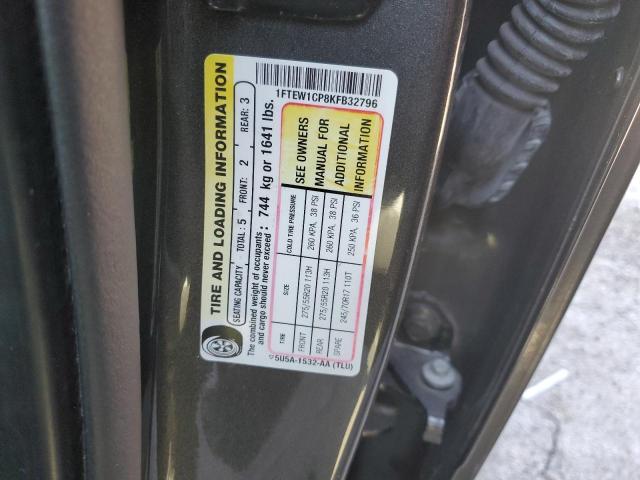 TIRE AND LOADING INFORMATION
SEATING CAPACITY TOTAL: 5 FRONT: 2 REAR: 3
The combined weight of occupants and cargo should never exceed: 744 kg or 1641 lbs.
TIRE SIZE COLD TIRE PRESSURE
FRONT 275/55R20 113H 260 KPA, 38 PSI
REAR 275/55R20 113H 260 KPA, 38 PSI
SPARE 245/70R17 110T 250 KPA, 36 PSI
SEE OWNERS
MANUAL FOR
ADDITIONAL
INFORMATION
5U5A-1532-AA (TLU)
1FTEW1CP8KFB32796